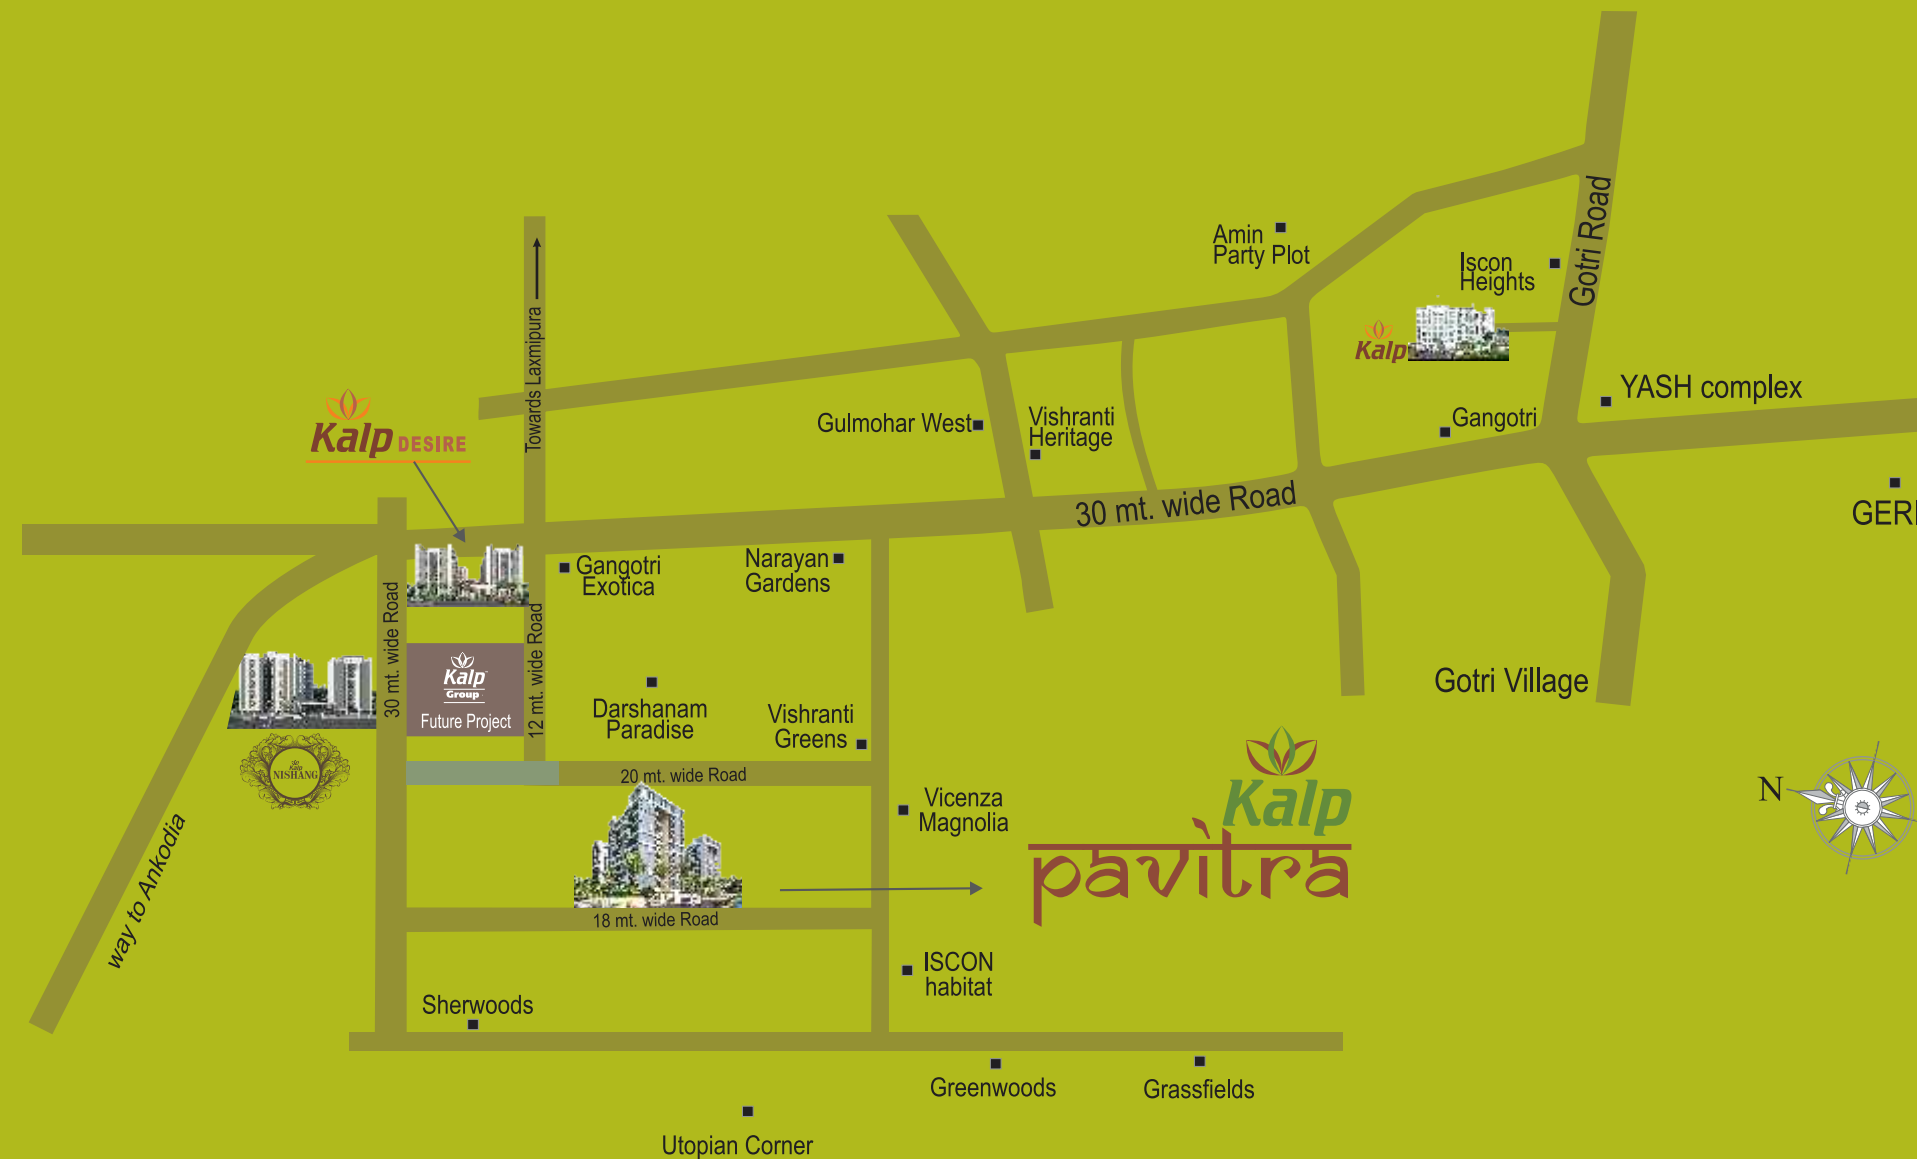 Gotri Road
Amin
Party Plot
Iscon
Heights
Towards Laxmipura
Kalp
YASH complex
Kalp DESIRE
Gulmohar West
Vishranti
Heritage
Gangotri
30 mt. wide Road
GERI
Gangotri
Exotica
Narayan
Gardens
30 mt. wide Road
12 mt. wide Road
Kalp
Group
Future Project
Gotri Village
Darshanam
Paradise
Vishranti
Greens
Kalp
NISHANG
20 mt. wide Road
N
Vicenza
Magnolia
Kalp
pavitra
way to Ankodia
18 mt. wide Road
ISCON
habitat
Sherwoods
Greenwoods
Grassfields
Utopian Corner